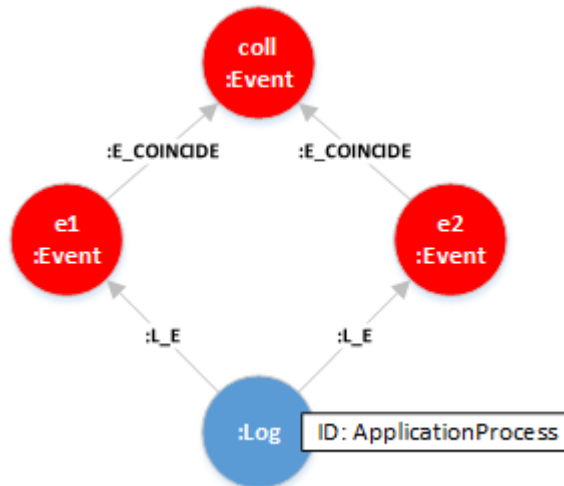 coll
:Event
:E_COINCIDE
:E_COINCIDE
e1
:Event
e2
:Event
:L_E
:L_E
:Log
ID: ApplicationProcess